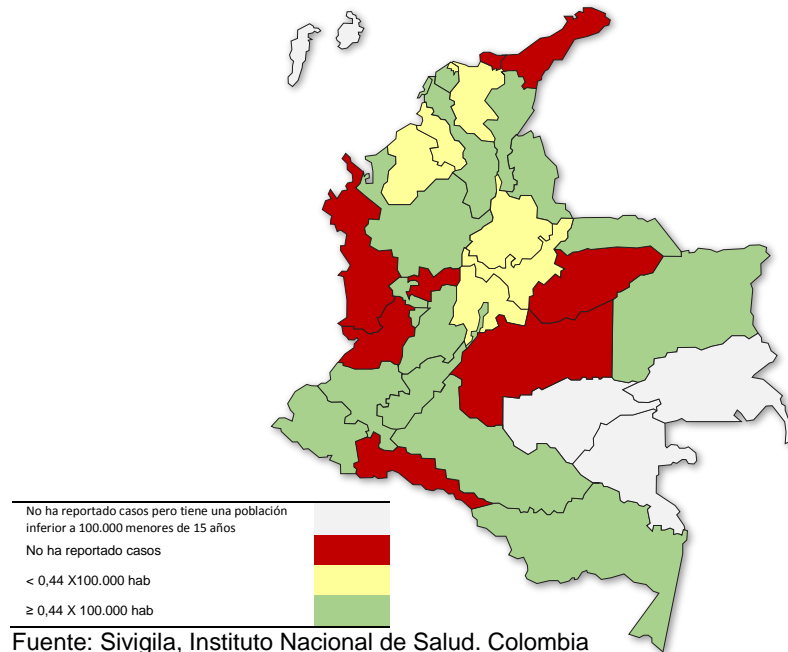 No ha reportado casos pero tiene una población
inferior a 100.000 menores de 15 años
No ha reportado casos
< 0,44 X100.000 hab
≥ 0,44 X 100.000 hab
Fuente: Sivigila, Instituto Nacional de Salud. Colombia